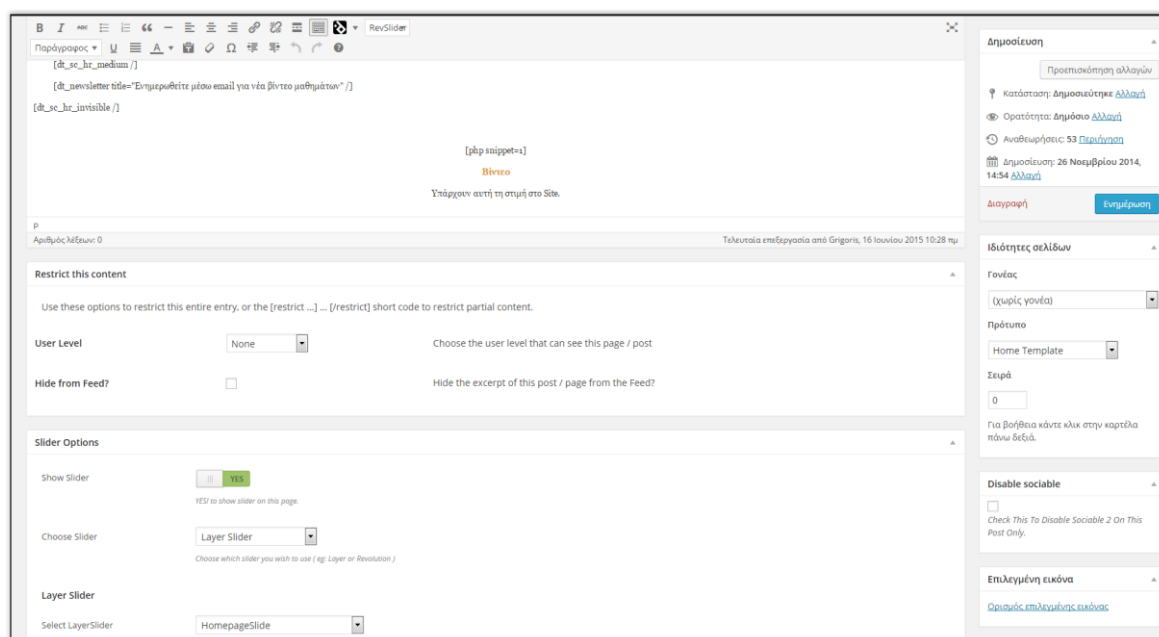 B I ABC RevSlider
Παράγραφος U A Ω
[dt_sc_hr_medium /]
[dt_newsletter title="Ενημερωθείτε μέσω email για νέα βίντεο μαθημάτων" /]
[dt_sc_hr_invisible /]
[php snippet=1]
Βίντεο
Υπάρχουν αυτή τη στιμή στο Site.
p
Αριθμός λέξεων: 0
Τελευταία επεξεργασία από Grigoris, 16 Ιουνίου 2015 10:28 πμ
Restrict this content
Use these options to restrict this entire entry, or the [restrict ...] ... [/restrict] short code to restrict partial content.
User Level
None
Choose the user level that can see this page / post
Hide from Feed?
Hide the excerpt of this post / page from the Feed?
Slider Options
Show Slider
YES
YES! to show slider on this page.
Choose Slider
Layer Slider
Choose which slider you wish to use ( eg: Layer or Revolution )
Layer Slider
Select LayerSlider
HomepageSlide
Δημοσίευση
Προεπισκόπηση αλλαγών
Κατάσταση: Δημοσιεύτηκε Αλλαγή
Ορατότητα: Δημόσιο Αλλαγή
Αναθεωρήσεις: 53 Περιήγηση
Δημοσίευση: 26 Νοεμβρίου 2014,
14:54 Αλλαγή
Διαγραφή
Ενημέρωση
Ιδιότητες σελίδων
Γονέας
(χωρίς γονέα)
Πρότυπο
Home Template
Σειρά
0
Για βοήθεια κάντε κλικ στην καρτέλα
πάνω δεξιά.
Disable sociable
Check This To Disable Sociable 2 On This
Post Only.
Επιλεγμένη εικόνα
Ορισμός επιλεγμένης εικόνας